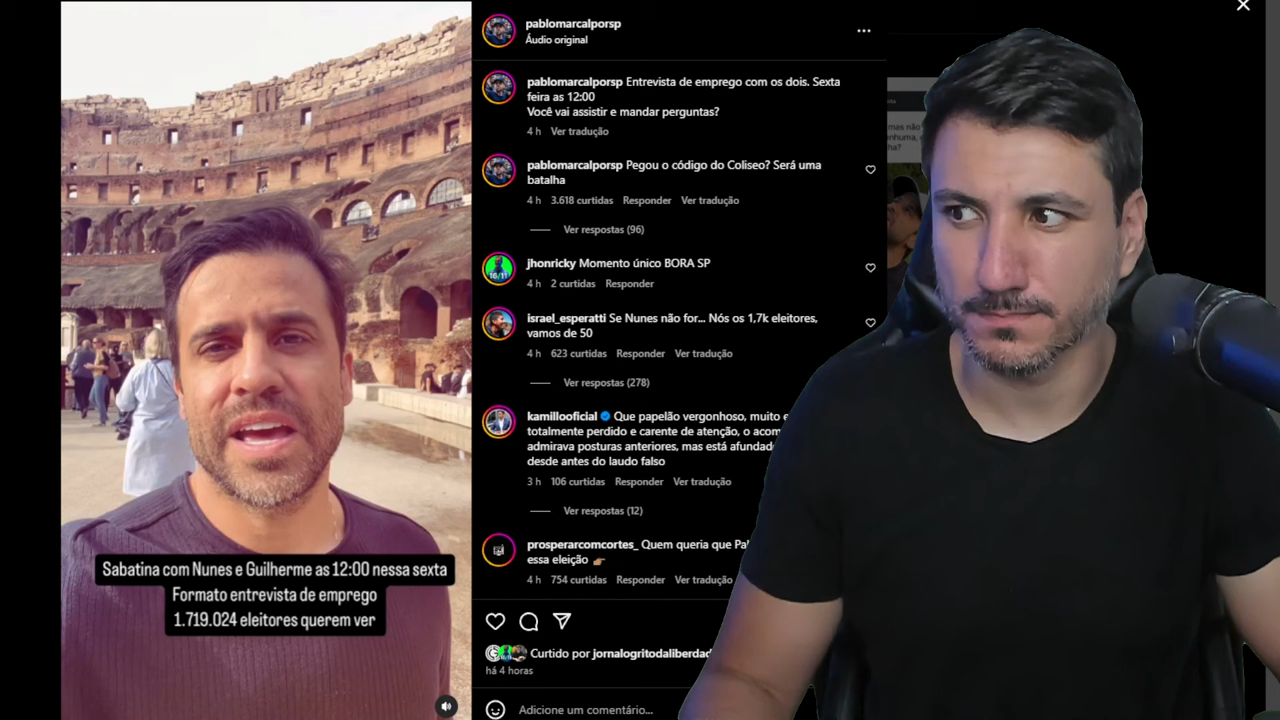 pablomarcalporsp
Áudio original
pablomarcalporsp Entrevista de emprego com os dois. Sexta
feira as 12:00
Você vai assistir e mandar perguntas?
4 h Ver tradução
pablomarcalporsp Pegou o código do Coliseo? Será uma
batalha
4 h 3.618 curtidas Responder Ver tradução
Ver respostas (96)
jhonricky Momento único BORA SP
4 h 2 curtidas Responder
israel_esperatti Se Nunes não for... Nós os 1,7k eleitores,
vamos de 50
4 h 623 curtidas Responder Ver tradução
Ver respostas (278)
kamillooficial Que papelão vergonhoso, muito
totalmente perdido e carente de atenção, o
admirava posturas anteriores, mas está
desde antes do laudo falso
3 h 106 curtidas Responder Ver tradução
Ver respostas (12)
prosperarcomcortes_ Quem queria que
essa eleição
4 h 754 curtidas Responder Ver tradução
Curtido por
há 4 horas
Adicione um comentário...
Sabatina com Nunes e Guilherme as 12:00 nessa sexta
Formato entrevista de emprego
1.719.024 eleitores querem ver
mas não